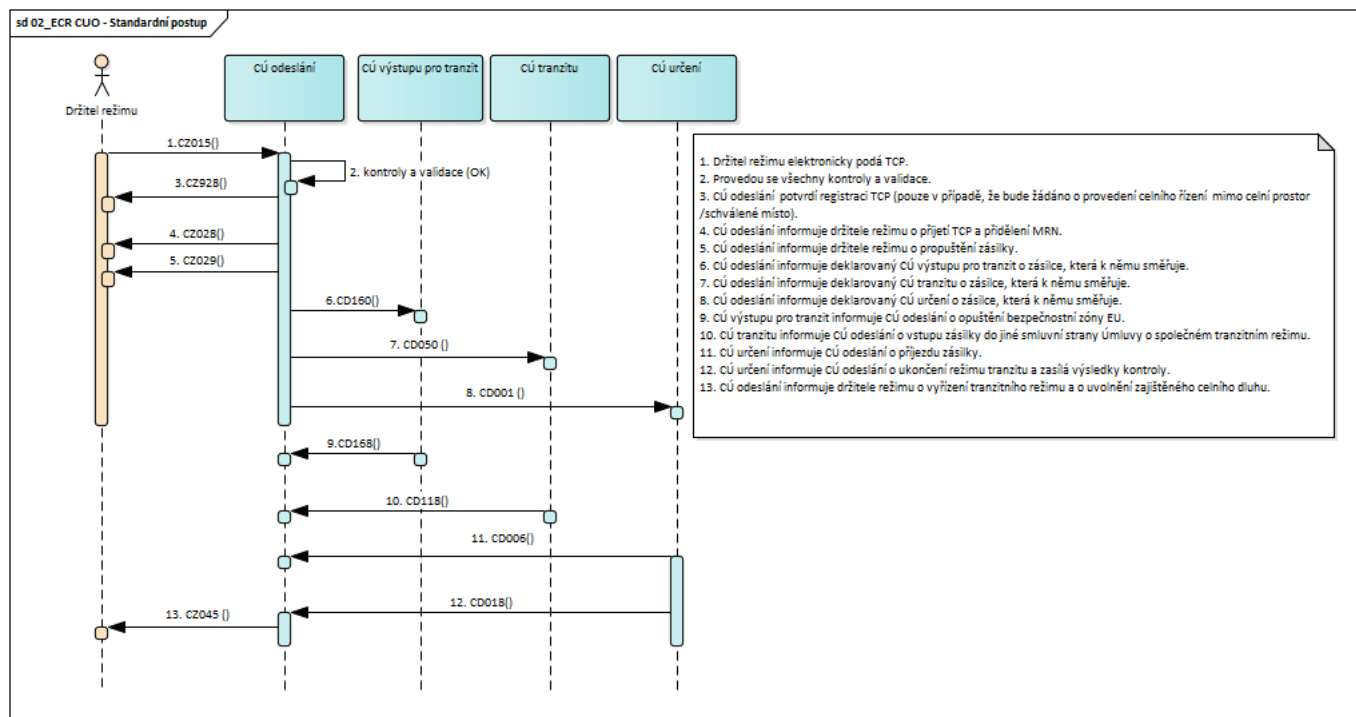 sd 02_ECR CUO - Standardní postup
CÚ odeslání
CÚ výstupu pro tranzit
CÚ tranzitu
CÚ určení
Držitel režimu
1.CZ015()
2. kontroly a validace (OK)
3.CZ928()
4. CZ028()
5. CZ029()
6.CD160()
7. CD050 ()
8. CD001 ()
9.CD168()
10. CD118()
11. CD006()
12. CD018()
13. CZ045 ()
1. Držitel režimu elektronicky podá TCP.
2. Provedou se všechny kontroly a validace.
3. CÚ odeslání potvrdí registraci TCP (pouze v případě, že bude žádáno o provedení celního řízení mimo celní prostor
/schválené místo).
4. CÚ odeslání informuje držitele režimu o přijetí TCP a přidělení MRN.
5. CÚ odeslání informuje držitele režimu o propuštění zásilky.
6. CÚ odeslání informuje deklarovaný CÚ výstupu pro tranzit o zásilce, která k němu směřuje.
7. CÚ odeslání informuje deklarovaný CÚ tranzitu o zásilce, která k němu směřuje.
8. CÚ odeslání informuje deklarovaný CÚ určení o zásilce, která k němu směřuje.
9. CÚ výstupu pro tranzit informuje CÚ odeslání o opuštění bezpečnostní zóny EU.
10. CÚ tranzitu informuje CÚ odeslání o vstupu zásilky do jiné smluvní strany Úmluvy o společném tranzitním režimu.
11. CÚ určení informuje CÚ odeslání o příjezdu zásilky.
12. CÚ určení informuje CÚ odeslání o ukončení režimu tranzitu a zasílá výsledky kontroly.
13. CÚ odeslání informuje držitele režimu o vyřízení tranzitního režimu a o uvolnění zajištěného celního dluhu.